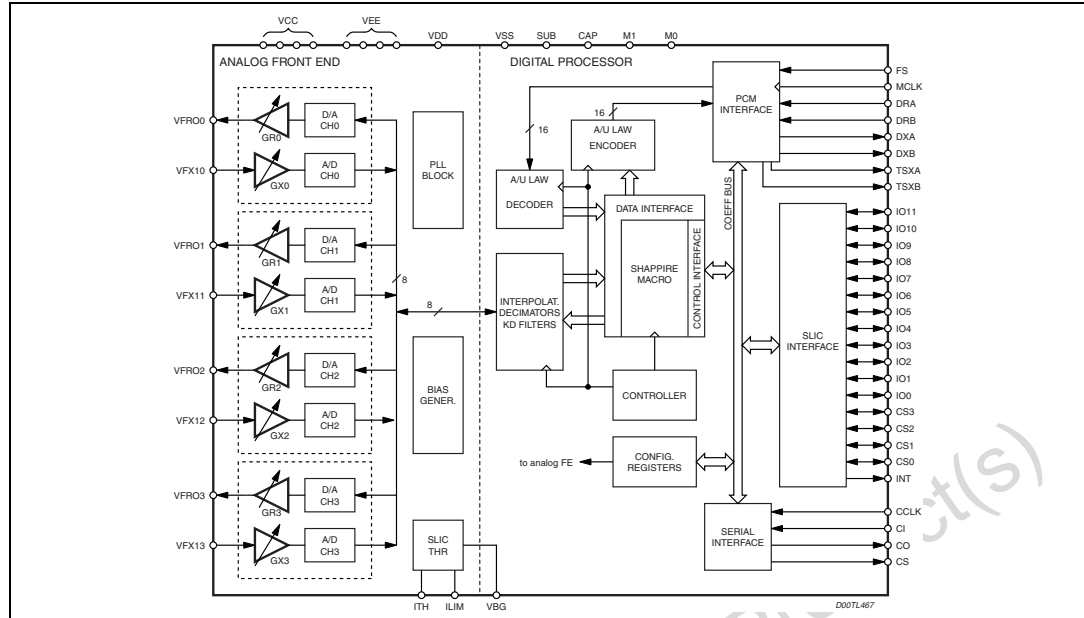 VCC
VEE
VDD
VSS
SUB
CAP
M1
M0
ANALOG FRONT END
DIGITAL PROCESSOR
VFRO0
GR0
D/A
CH0
VFX10
GX0
A/D
CH0
VFRO1
GR1
D/A
CH1
VFX11
GX1
A/D
CH1
VFRO2
GR2
D/A
CH2
VFX12
GX2
A/D
CH2
VFRO3
GR3
D/A
CH3
VFX13
GX3
A/D
CH3
PLL
BLOCK
8
8
BIAS
GENER.
SLIC
THR
ITH
ILIM
VBG
16
16
A/U LAW
ENCODER
A/U LAW
DECODER
DATA INTERFACE
SHAPPIRE
MACRO
CONTROL INTERFACE
INTERPOLAT.
DECIMATORS
KD FILTERS
CONTROLLER
to analog FE
CONFIG.
REGISTERS
COEFF BUS
PCM
INTERFACE
SLIC
INTERFACE
SERIAL
INTERFACE
FS
MCLK
DRA
DRB
DXA
DXB
TSXA
TSXB
IO11
IO10
IO9
IO8
IO7
IO6
IO5
IO4
IO3
IO2
IO1
IO0
CS3
CS2
CS1
CS0
INT
CCLK
CI
CO
CS
D00TL467
ct(s)